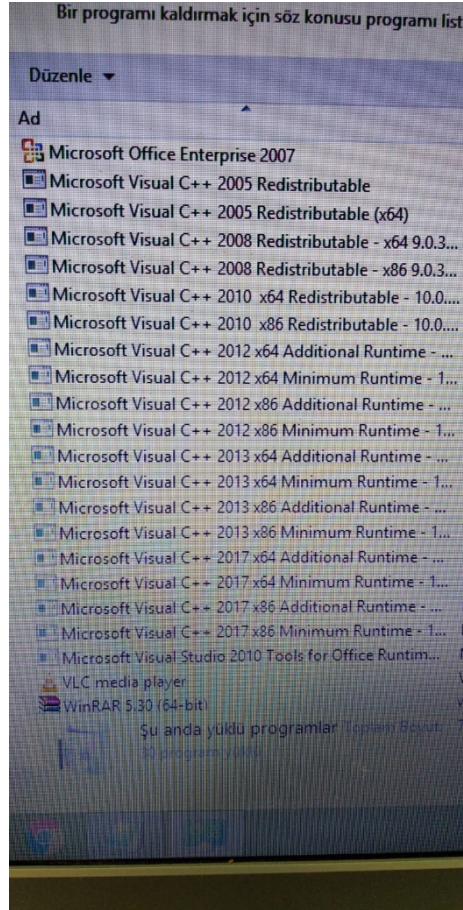 Bir programı kaldırmak için söz konusu programı list
Düzenle
Ad
Microsoft Office Enterprise 2007
Microsoft Visual C++ 2005 Redistributable
Microsoft Visual C++ 2005 Redistributable (x64)
Microsoft Visual C++ 2008 Redistributable - x64 9.0.3...
Microsoft Visual C++ 2008 Redistributable - x86 9.0.3...
Microsoft Visual C++ 2010 x64 Redistributable - 10.0....
Microsoft Visual C++ 2010 x86 Redistributable - 10.0....
Microsoft Visual C++ 2012 x64 Additional Runtime - ...
Microsoft Visual C++ 2012 x64 Minimum Runtime - 1...
Microsoft Visual C++ 2012 x86 Additional Runtime - ...
Microsoft Visual C++ 2012 x86 Minimum Runtime - 1...
Microsoft Visual C++ 2013 x64 Additional Runtime - ...
Microsoft Visual C++ 2013 x64 Minimum Runtime - 1...
Microsoft Visual C++ 2013 x86 Additional Runtime - ...
Microsoft Visual C++ 2013 x86 Minimum Runtime - 1...
Microsoft Visual C++ 2017 x64 Additional Runtime - ...
Microsoft Visual C++ 2017 x64 Minimum Runtime - 1...
Microsoft Visual C++ 2017 x86 Additional Runtime - ...
Microsoft Visual C++ 2017 x86 Minimum Runtime - 1...
Microsoft Visual Studio 2010 Tools for Office Runtim...
VLC media player
WinRAR 5.30 (64-bit)
Şu anda yüklü programlar Toplam Boyut:
30 program yüklü